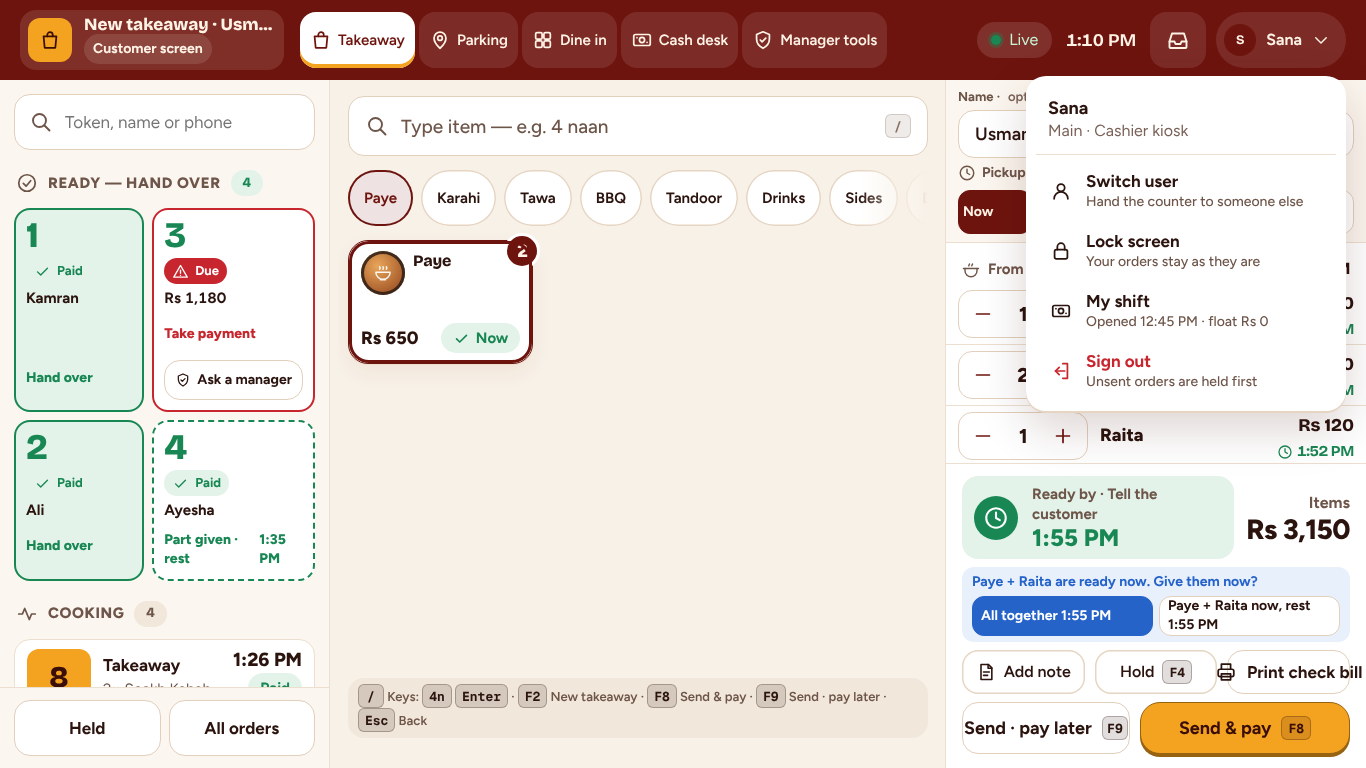 New takeaway · Usm...
Customer screen
Takeaway
Parking
Dine in
Cash desk
Manager tools
Live
1:10 PM
S
Sana
Token, name or phone
READY — HAND OVER 4
1
Paid
Kamran
Hand over
3
Due
Rs 1,180
Take payment
Ask a manager
2
Paid
Ali
Hand over
4
Paid
Ayesha
Part given · 1:35
rest PM
COOKING 4
8
Takeaway
1:26 PM
Paid
Held
All orders
Type item — e.g. 4 naan
/
Paye
Karahi
Tawa
BBQ
Tandoor
Drinks
Sides
Paye
2
Rs 650
Now
/ Keys: 4n Enter · F2 New takeaway · F8 Send & pay · F9 Send · pay later ·
Esc Back
Name ·
Usman
Pickup
Now
From
Sana
Main · Cashier kiosk
Switch user
Hand the counter to someone else
Lock screen
Your orders stay as they are
My shift
Opened 12:45 PM · float Rs 0
Sign out
Unsent orders are held first
− 1
− 2
− 1 +
Raita
Rs 120
1:52 PM
Ready by · Tell the
customer
1:55 PM
Items
Rs 3,150
Paye + Raita are ready now. Give them now?
All together 1:55 PM
Paye + Raita now, rest
1:55 PM
Add note
Hold F4
Print check bill
Send · pay later F9
Send & pay F8